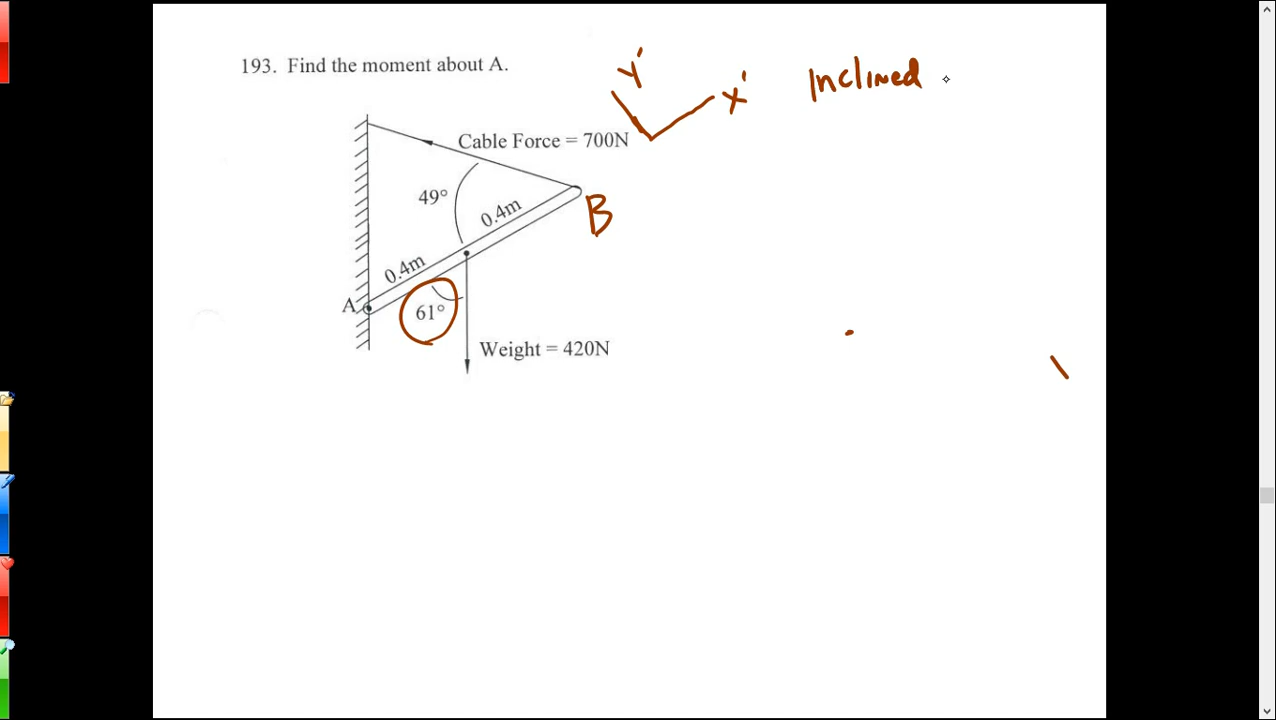 193. Find the moment about A.
Y'
X'
Inclined
Cable Force = 700N
49°
0.4m
B
0.4m
A
61°
Weight = 420N